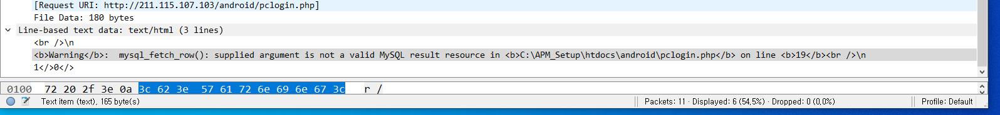 [Request URI: http://211.115.107.103/android/pclogin.php]
File Data: 180 bytes
Line-based text data: text/html (3 lines)
<br />\n
<b>Warning</b>:  mysql_fetch_row(): supplied argument is not a valid MySQL result resource in <b>C:\APM_Setup\htdocs\android\pclogin.php</b> on line <b>19</b><br />\n
1</>0</>
0100  72 20 2f 3e 0a 3c 62 3e  57 61 72 6e 69 6e 67 3c  r /
Text item (text), 165 byte(s) Packets: 11 · Displayed: 6 (54,5%) · Dropped: 0 (0,0%) Profile: Default